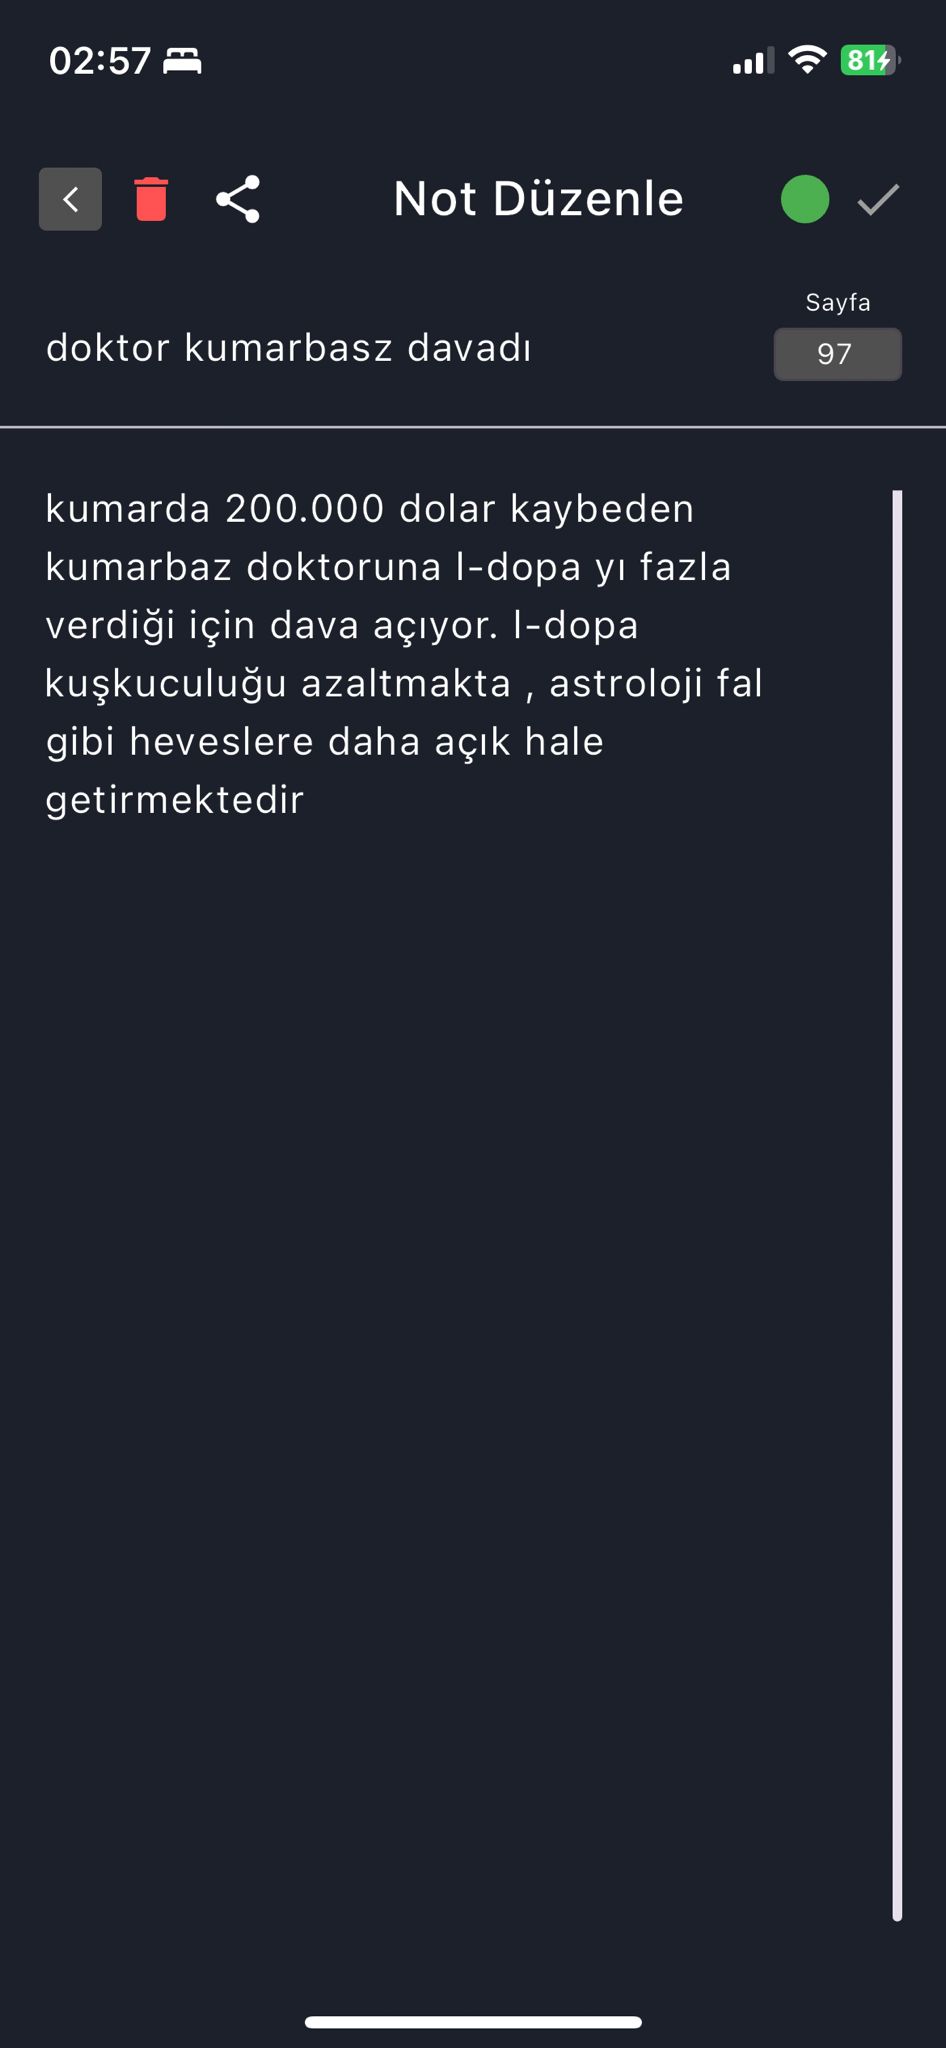 02:57
81
Not Düzenle
Sayfa
doktor kumarbasz davadı
97
kumarda 200.000 dolar kaybeden
kumarbaz doktoruna l-dopa yı fazla
verdiği için dava açıyor. l-dopa
kuşkuculuğu azaltmakta , astroloji fal
gibi heveslere daha açık hale
getirmektedir